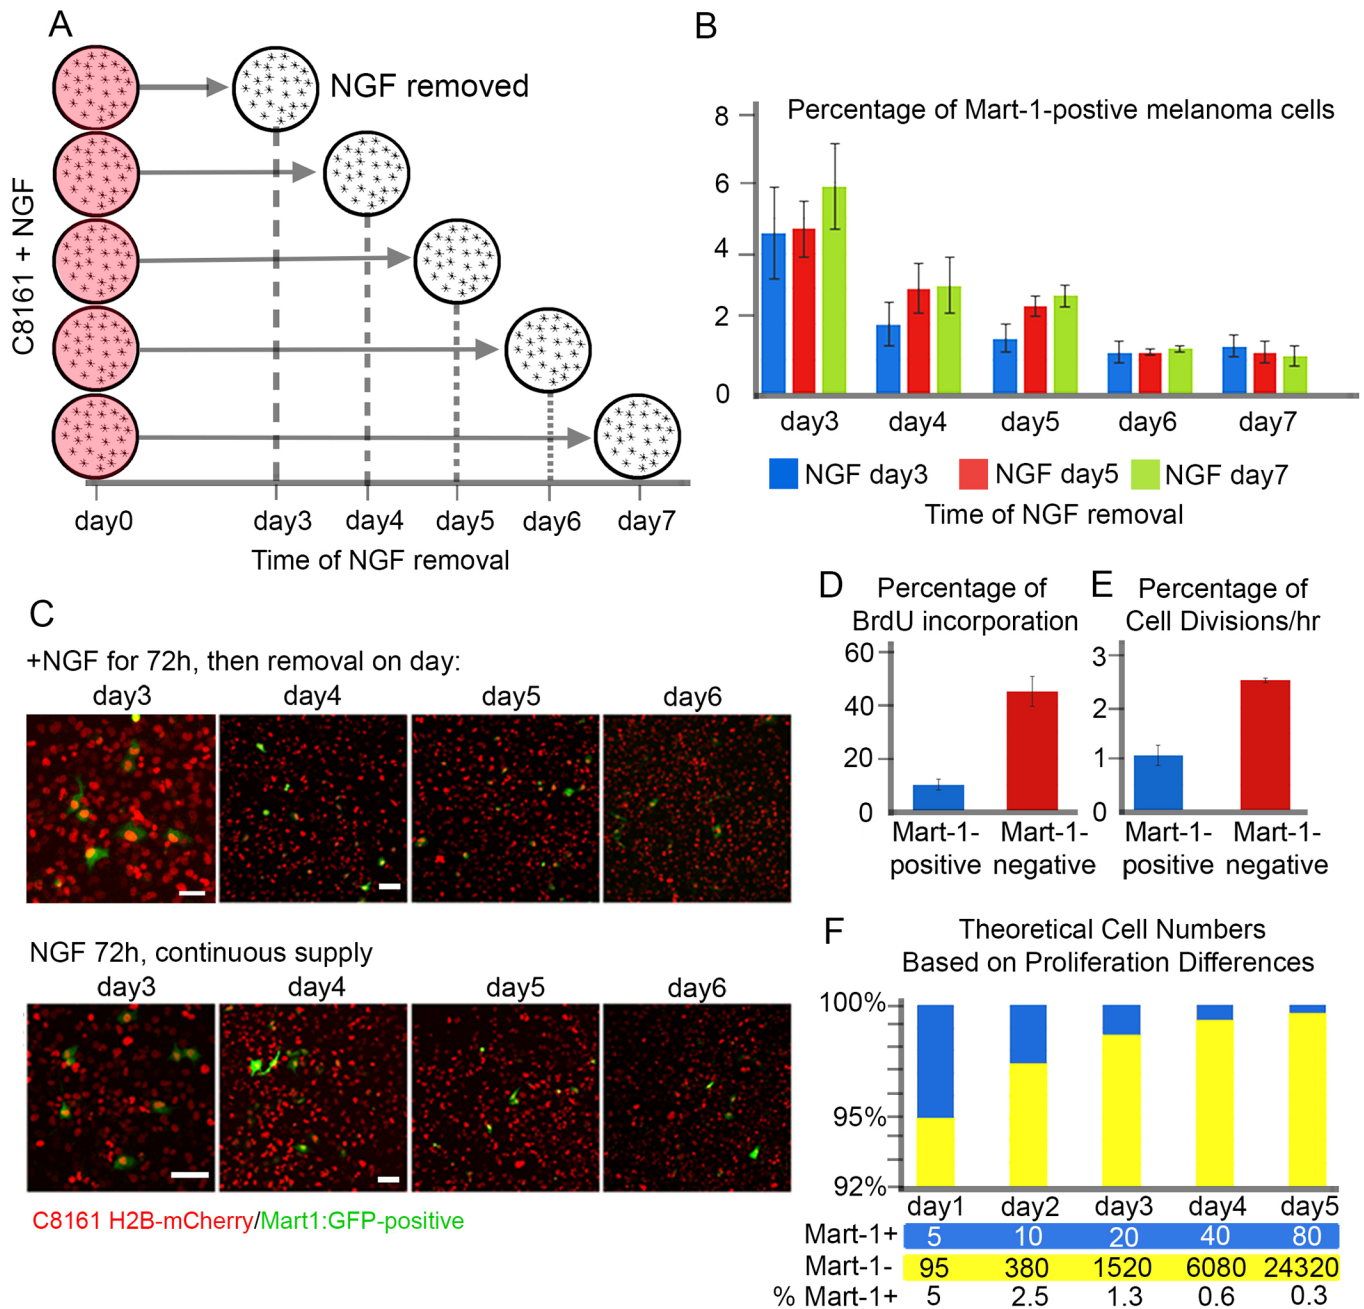 A
NGF removed
C8161 + NGF
day0 day3 day4 day5 day6 day7
Time of NGF removal
B
Percentage of Mart-1-postive melanoma cells
8
6
4
2
0
day3 day4 day5 day6 day7
NGF day3 NGF day5 NGF day7
Time of NGF removal
C
+NGF for 72h, then removal on day:
day3 day4 day5 day6
NGF 72h, continuous supply
day3 day4 day5 day6
C8161 H2B-mCherry/Mart1:GFP-positive
D
Percentage of
BrdU incorporation
60
40
20
0
Mart-1- Mart-1-
positive negative
E
Percentage of
Cell Divisions/hr
3
2
1
0
Mart-1- Mart-1-
positive negative
F
Theoretical Cell Numbers
Based on Proliferation Differences
100%
95%
92%
day1 day2 day3 day4 day5
Mart-1+ 5 10 20 40 80
Mart-1- 95 380 1520 6080 24320
% Mart-1+ 5 2.5 1.3 0.6 0.3